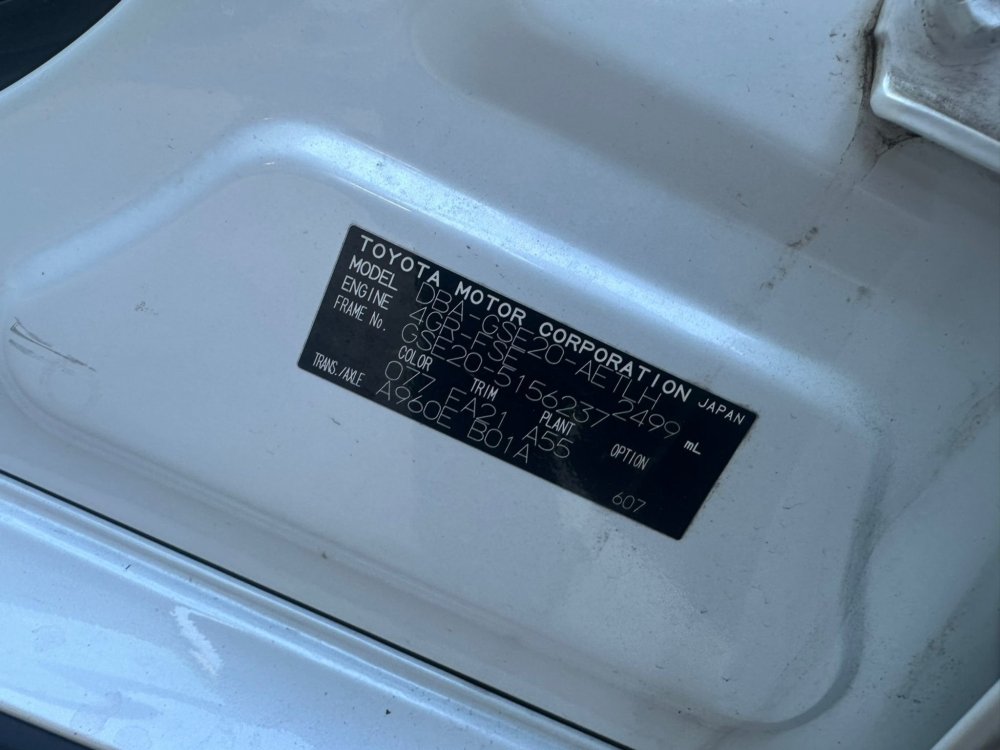 TOYOTA MOTOR CORPORATION JAPAN
MODEL DBA-GSE20-AETLH
ENGINE 4GR-FSE 2499 mL
FRAME No. GSE20-5156237
COLOR TRIM PLANT OPTION
077 FA21 A55
TRANS./AXLE A960E B01A 607